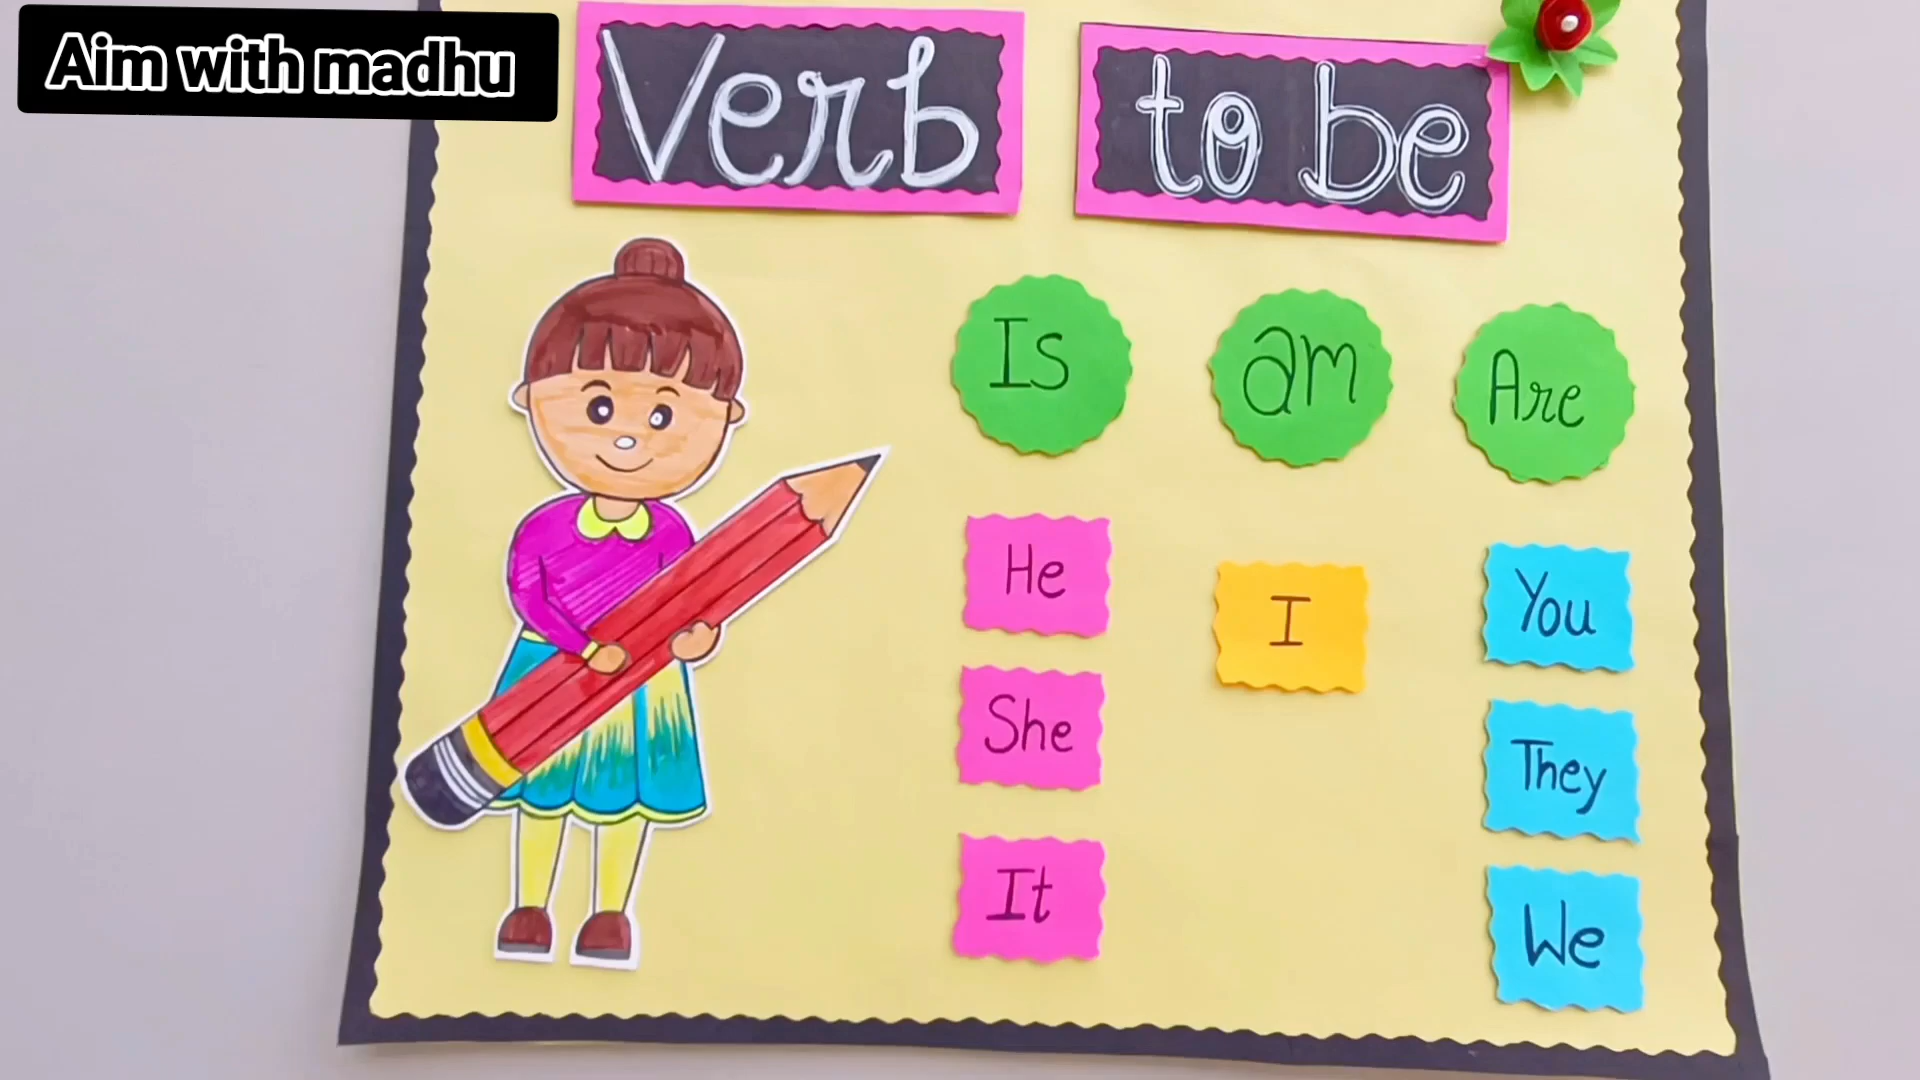 Aim with madhu
Verb to be
Is am Are
He
She
It
I
You
They
We